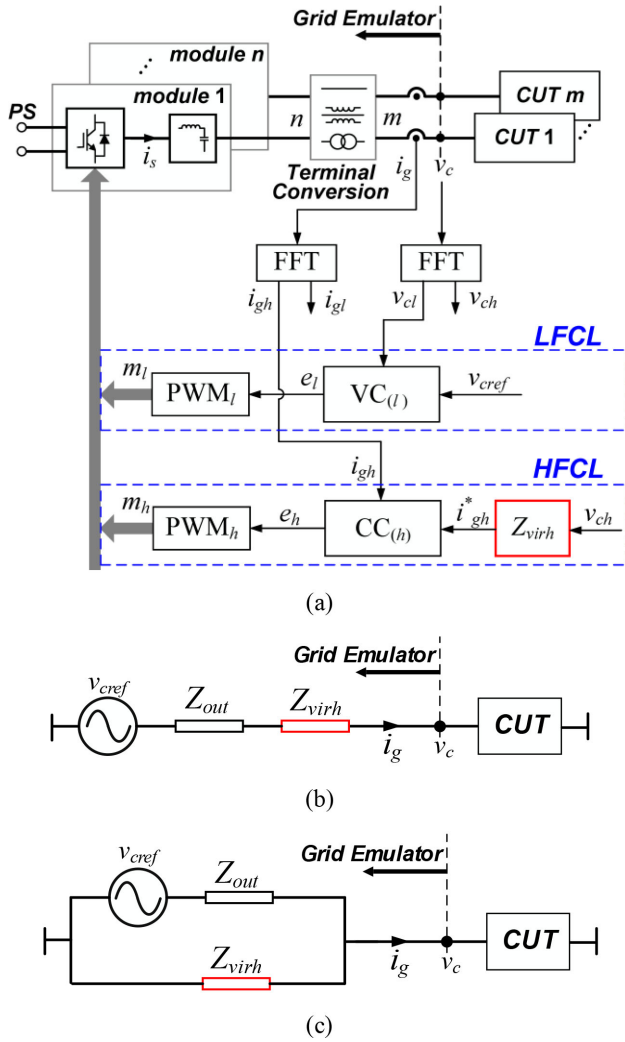 Grid Emulator
module n
module 1
PS
i_s
n
m
CUT m
CUT 1
Terminal
Conversion
i_g
v_c
FFT
FFT
i_gh
i_gl
v_cl
v_ch
LFCL
m_l
PWM_l
e_l
VC_(l)
v_cref
i_gh
HFCL
m_h
PWM_h
e_h
CC_(h)
i*_gh
Z_virh
v_ch
(a)
Grid Emulator
v_cref
Z_out
Z_virh
i_g
v_c
CUT
(b)
v_cref
Grid Emulator
Z_out
Z_virh
i_g
v_c
CUT
(c)